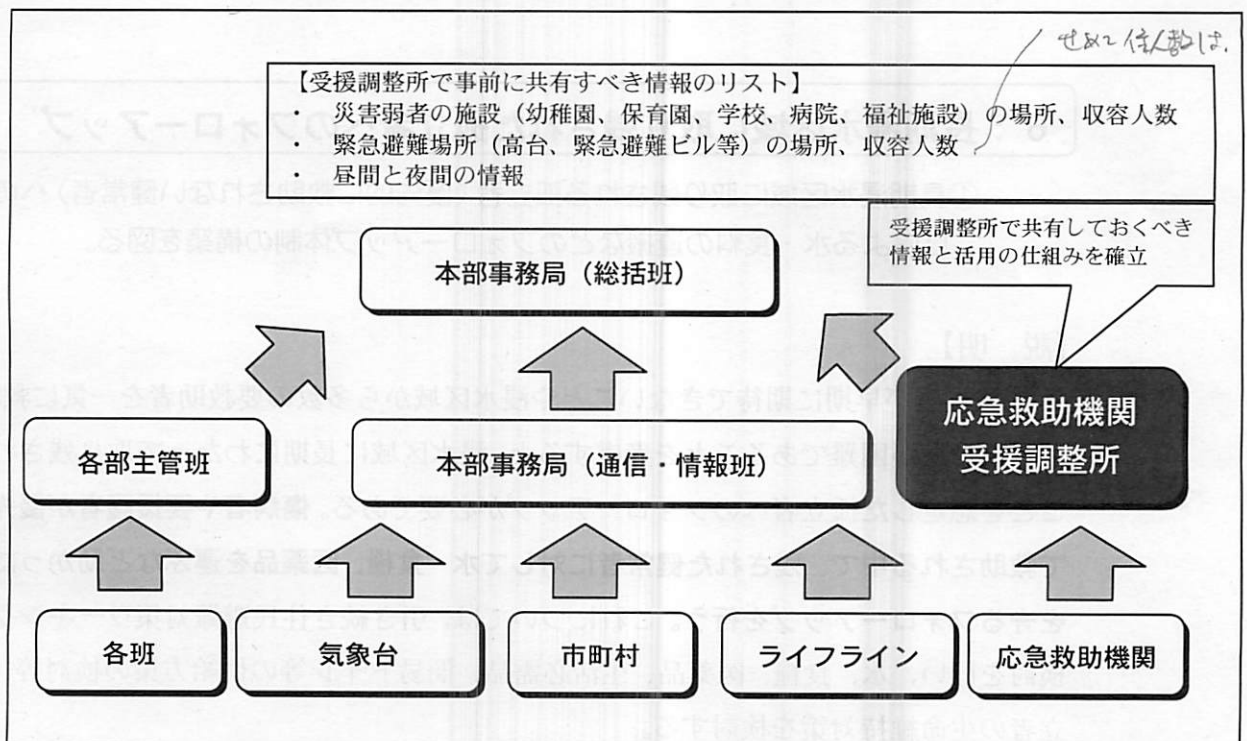 せめて住人数は.
【受援調整所で事前に共有すべき情報のリスト】
・ 災害弱者の施設（幼稚園、保育園、学校、病院、福祉施設）の場所、収容人数
・ 緊急避難場所（高台、緊急避難ビル等）の場所、収容人数
・ 昼間と夜間の情報
受援調整所で共有しておくべき
情報と活用の仕組みを確立
本部事務局（総括班）
応急救助機関
受援調整所
各部主管班
本部事務局（通信・情報班）
各班
気象台
市町村
ライフライン
応急救助機関